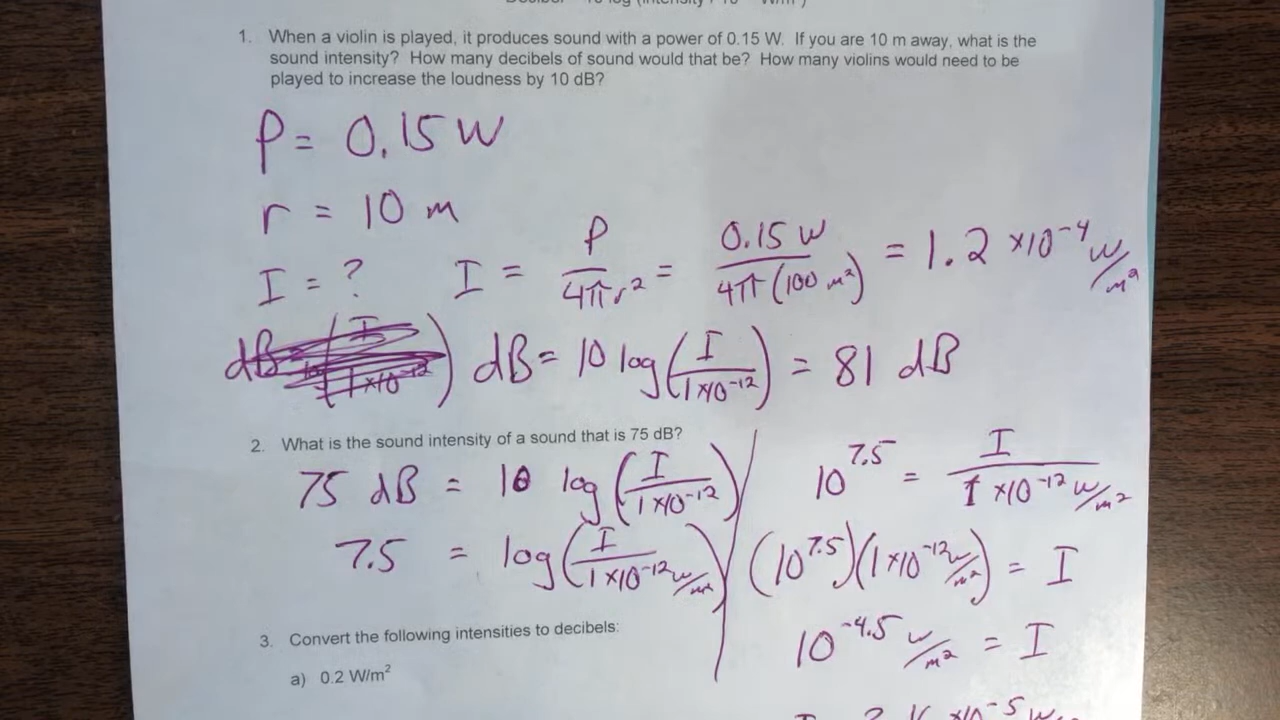 1. When a violin is played, it produces sound with a power of 0.15 W. If you are 10 m away, what is the
sound intensity? How many decibels of sound would that be? How many violins would need to be
played to increase the loudness by 10 dB?
P = 0.15 W
r = 10 m
I = ? I = P/4πr² = 0.15 W/4π(100 m²) = 1.2 ×10⁻⁴ W/m²
dB = 10 log(I/1×10⁻¹²) = 81 dB
2. What is the sound intensity of a sound that is 75 dB?
75 dB = 10 log(I/1×10⁻¹²)
7.5 = log(I/1×10⁻¹² W/m²)
10^7.5 = I/1×10⁻¹² W/m²
(10^7.5)(1×10⁻¹² W/m²) = I
10^-4.5 W/m² = I
3. Convert the following intensities to decibels:
a) 0.2 W/m²